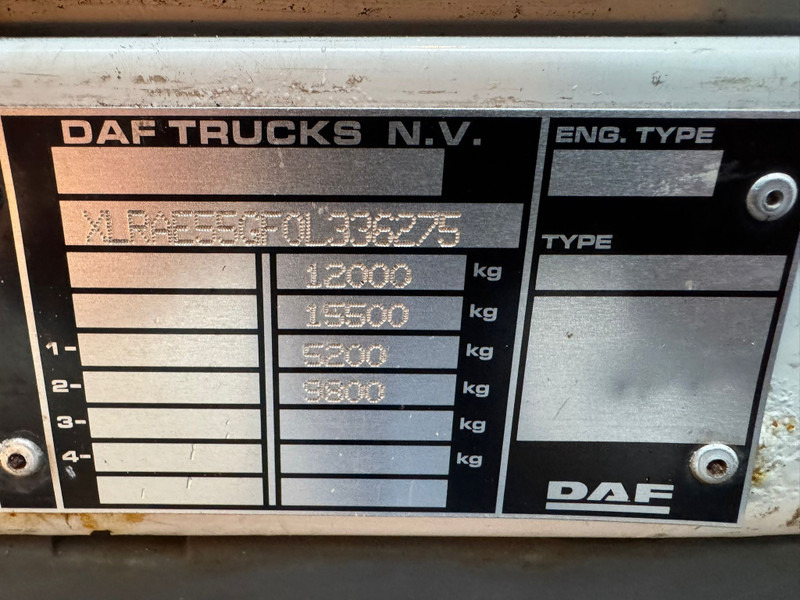 DAF TRUCKS N.V.
ENG. TYPE
XLRAE55GF0L336275
TYPE
12000 kg
15500 kg
1- 5200 kg
2- 9800 kg
3- kg
4- kg
DAF